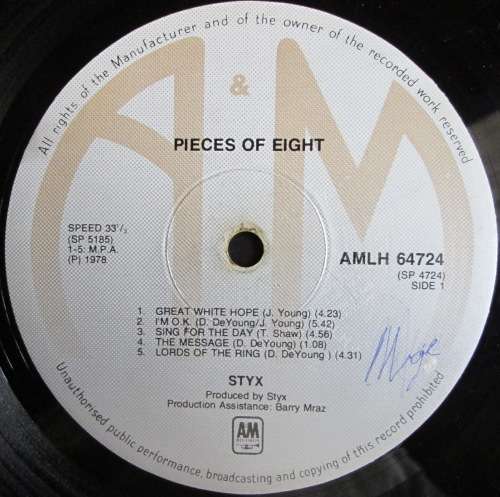 All rights of the Manufacturer and of the owner of the recorded work reserved
A & M
PIECES OF EIGHT
SPEED 33⅓
(SP 5185)
1-5: M.P.A.
(P) 1978
AMLH 64724
(SP 4724)
SIDE 1
1. GREAT WHITE HOPE (J. Young) (4.23)
2. I'M O.K. (D. DeYoung/J. Young) (5.42)
3. SING FOR THE DAY (T. Shaw) (4.56)
4. THE MESSAGE (D. DeYoung) (1.08)
5. LORDS OF THE RING (D. DeYoung ) (4.31)
STYX
Produced by Styx
Production Assistance: Barry Mraz
AM
RECORDS
Unauthorised public performance, broadcasting and copying of this record prohibited